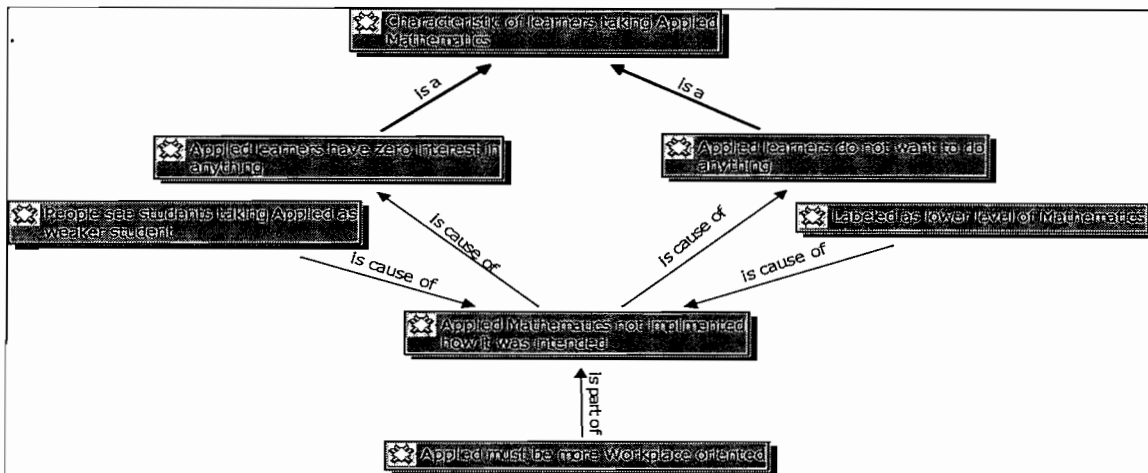 Characteristic of learners taking Applied
Mathematics
is a
is a
Applied learners have zero interest in
anything
Applied learners do not want to do
anything
People see students taking Applied as
weaker student
Labeled as lower level of Mathematics
is cause of
is cause of
is cause of
is cause of
Applied Mathematics not implimented
how it was intended
is part of
Applied must be more Workplace oriented